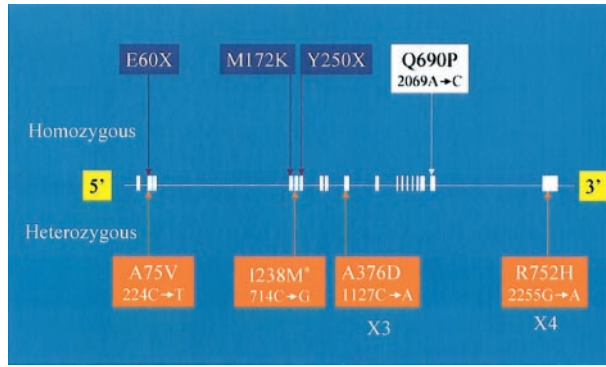 E60X
M172K
Y250X
Q690P
2069A→C
Homozygous
5’
3’
Heterozygous
A75V
224C→T
I238M*
714C→G
A376D
1127C→A
X3
R752H
2255G→A
X4